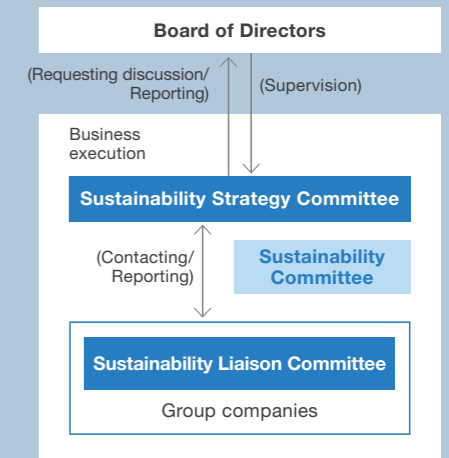 Board of Directors
(Requesting discussion/
Reporting)
(Supervision)
Business
execution
Sustainability Strategy Committee
(Contacting/
Reporting)
Sustainability
Committee
Sustainability Liaison Committee
Group companies